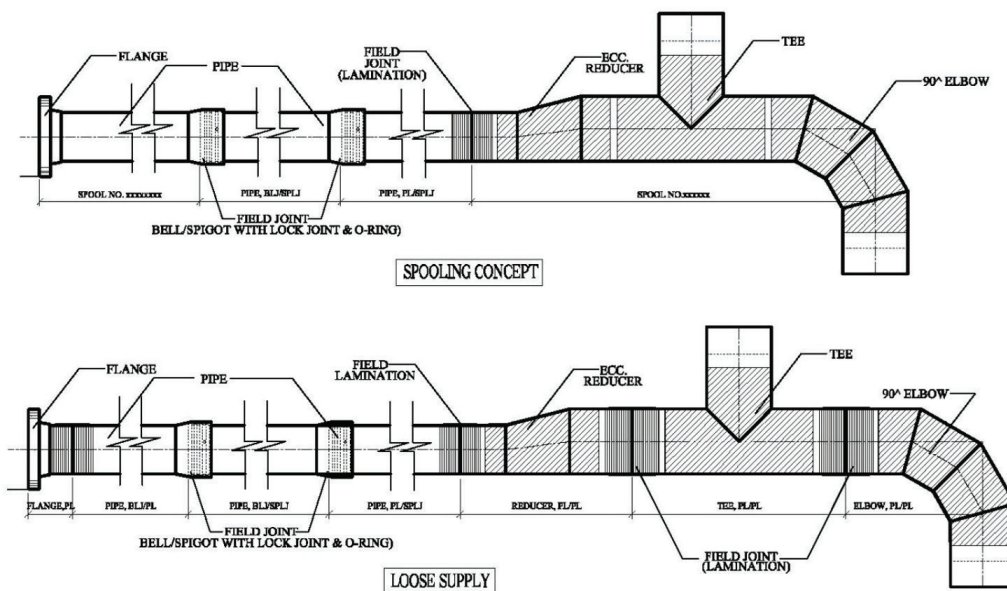 FLANGE
PIPE
FIELD
JOINT
(LAMINATION)
ECC.
REDUCER
TEE
90^ ELBOW
SPOOL NO. xxxxxxxx
PIPE, BLJ/SPLJ
PIPE, PL/SPLJ
SPOOL NO.xxxxxx
FIELD JOINT
BELL/SPIGOT WITH LOCK JOINT & O-RING)
SPOOLING CONCEPT
FLANGE
PIPE
FIELD
LAMINATION
ECC.
REDUCER
TEE
90^ ELBOW
FLANGE,PL
PIPE, BLJ/PL
PIPE, BLJ/SPLJ
PIPE, PL/SPLJ
REDUCER, PL/PL
TEE, PL/PL
ELBOW, PL/PL
FIELD JOINT
BELL/SPIGOT WITH LOCK JOINT & O-RING)
FIELD JOINT
(LAMINATION)
LOOSE SUPPLY